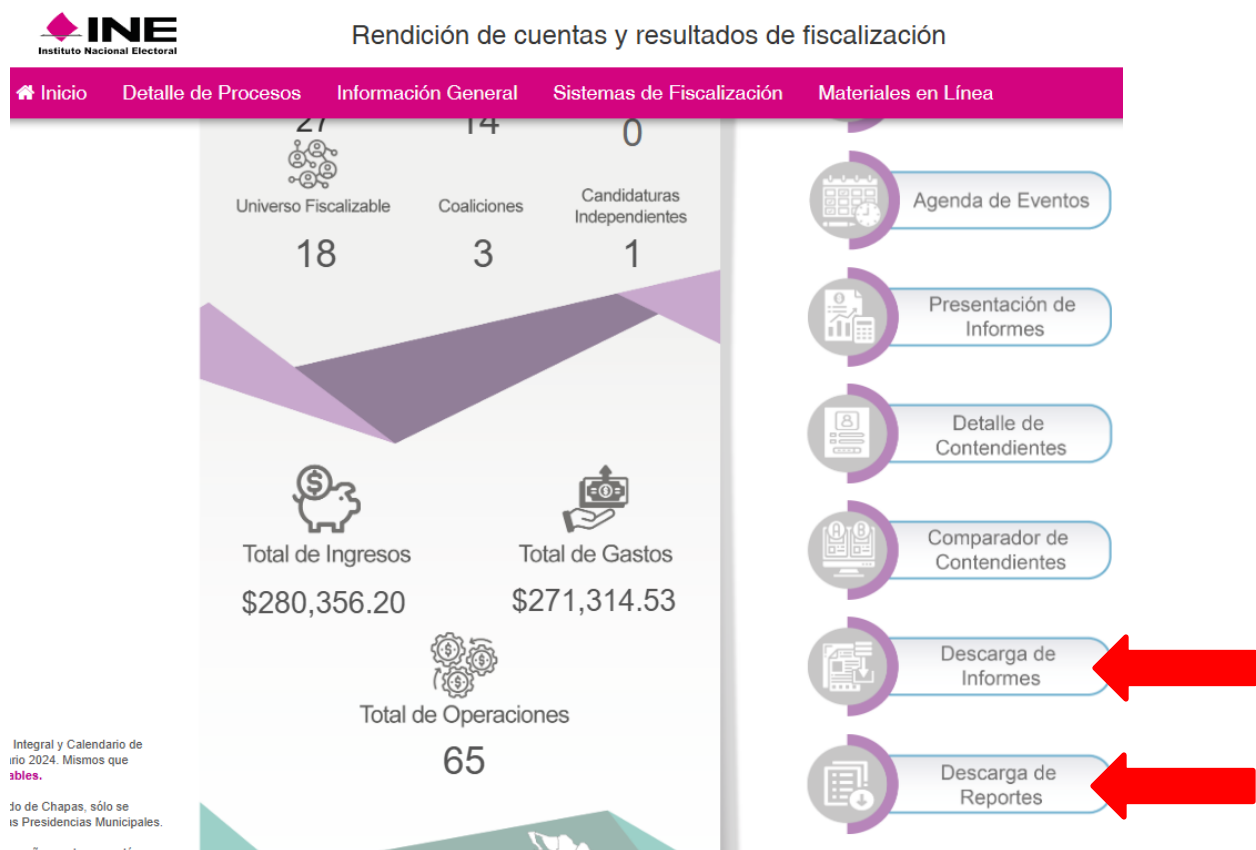 INE
Instituto Nacional Electoral
Rendición de cuentas y resultados de fiscalización
Inicio Detalle de Procesos Información General Sistemas de Fiscalización Materiales en Línea
27 14 0
Universo Fiscalizable Coaliciones Candidaturas
Independientes
18 3 1
Total de Ingresos Total de Gastos
$280,356.20 $271,314.53
Total de Operaciones
65
Integral y Calendario de
rio 2024. Mismos que
ables.
do de Chapas, sólo se
as Presidencias Municipales.
Agenda de Eventos
Presentación de
Informes
Detalle de
Contendientes
Comparador de
Contendientes
Descarga de
Informes
Descarga de
Reportes